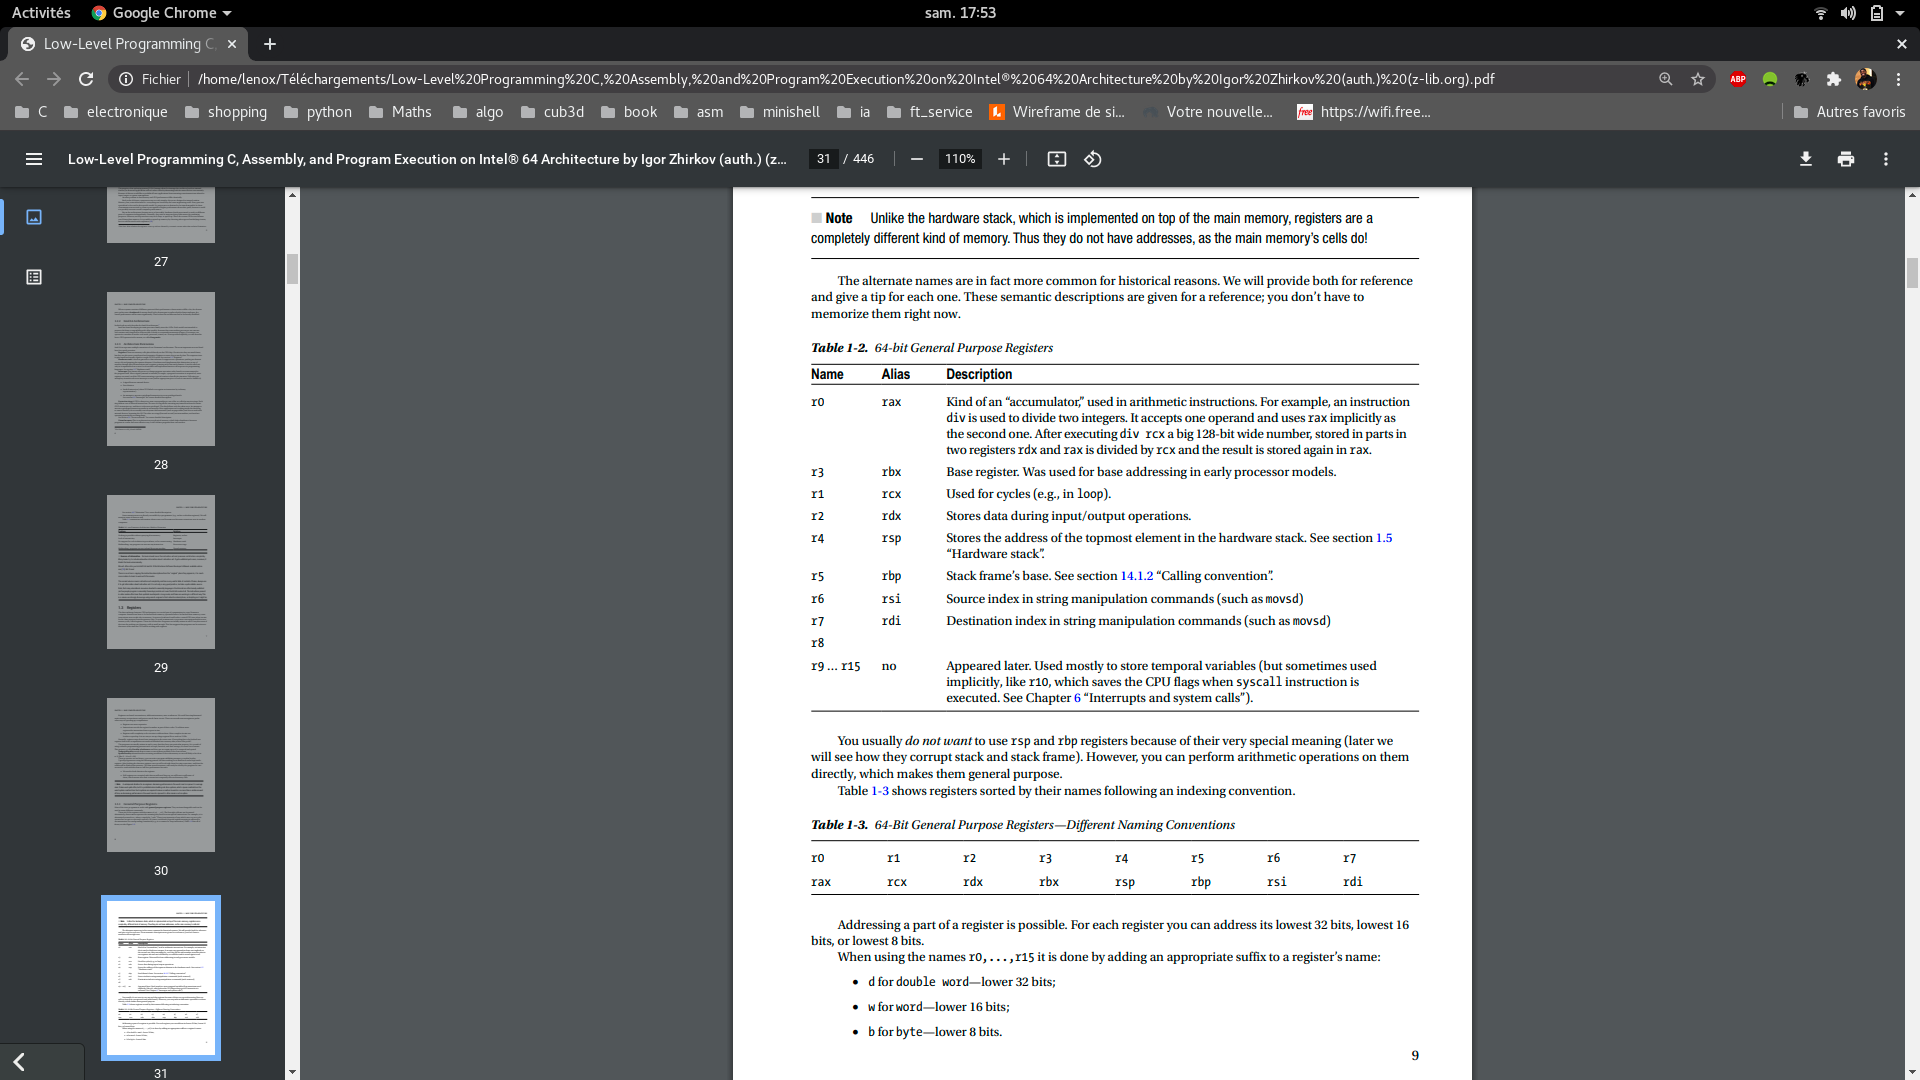 Activités
Google Chrome
sam. 17:53
Low-Level Programming C,
Fichier
/home/lenox/Téléchargements/Low-Level%20Programming%20C,%20Assembly,%20and%20Program%20Execution%20on%20Intel®%2064%20Architecture%20by%20Igor%20Zhirkov%20(auth.)%20(z-lib.org).pdf
ABP
C
electronique
shopping
python
Maths
algo
cub3d
book
asm
minishell
ia
ft_service
Wireframe de si...
Votre nouvelle...
free
https://wifi.free...
Autres favoris
Low-Level Programming C, Assembly, and Program Execution on Intel® 64 Architecture by Igor Zhirkov (auth.) (z...
31 / 446
110%
27
28
29
30
31
Note Unlike the hardware stack, which is implemented on top of the main memory, registers are a
completely different kind of memory. Thus they do not have addresses, as the main memory's cells do!
The alternate names are in fact more common for historical reasons. We will provide both for reference
and give a tip for each one. These semantic descriptions are given for a reference; you don't have to
memorize them right now.
Table 1-2. 64-bit General Purpose Registers
Name Alias Description
r0 rax Kind of an "accumulator," used in arithmetic instructions. For example, an instruction
div is used to divide two integers. It accepts one operand and uses rax implicitly as
the second one. After executing div rcx a big 128-bit wide number, stored in parts in
two registers rdx and rax is divided by rcx and the result is stored again in rax.
r3 rbx Base register. Was used for base addressing in early processor models.
r1 rcx Used for cycles (e.g., in loop).
r2 rdx Stores data during input/output operations.
r4 rsp Stores the address of the topmost element in the hardware stack. See section 1.5
"Hardware stack".
r5 rbp Stack frame's base. See section 14.1.2 "Calling convention".
r6 rsi Source index in string manipulation commands (such as movsd)
r7 rdi Destination index in string manipulation commands (such as movsd)
r8
r9 ... r15 no Appeared later. Used mostly to store temporal variables (but sometimes used
implicitly, like r10, which saves the CPU flags when syscall instruction is
executed. See Chapter 6 "Interrupts and system calls").
You usually do not want to use rsp and rbp registers because of their very special meaning (later we
will see how they corrupt stack and stack frame). However, you can perform arithmetic operations on them
directly, which makes them general purpose.
Table 1-3 shows registers sorted by their names following an indexing convention.
Table 1-3. 64-Bit General Purpose Registers—Different Naming Conventions
r0 r1 r2 r3 r4 r5 r6 r7
rax rcx rdx rbx rsp rbp rsi rdi
Addressing a part of a register is possible. For each register you can address its lowest 32 bits, lowest 16
bits, or lowest 8 bits.
When using the names r0,...,r15 it is done by adding an appropriate suffix to a register's name:
• d for double word—lower 32 bits;
• w for word—lower 16 bits;
• b for byte—lower 8 bits.
9